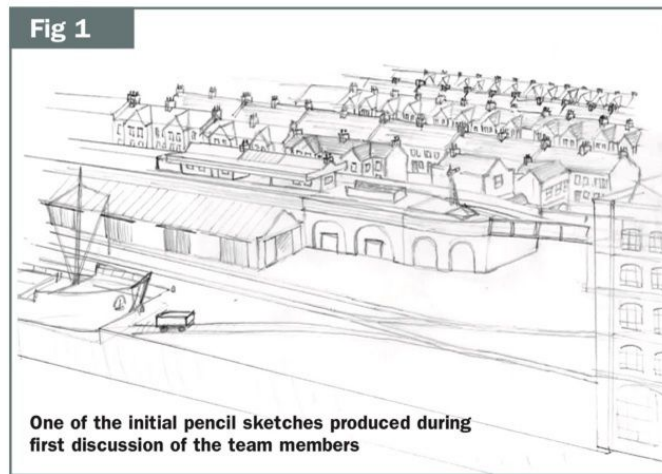 Fig 1
One of the initial pencil sketches produced during
first discussion of the team members